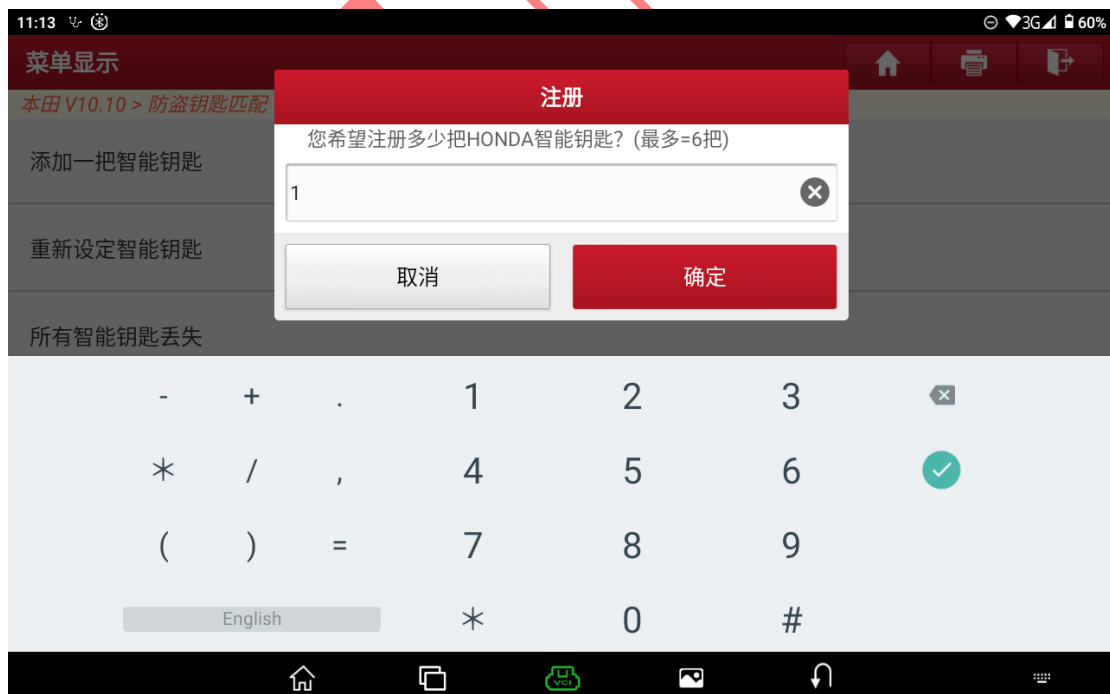 11:13 3G 60%
菜单显示
本田 V10.10 > 防盗钥匙匹配
注册
您希望注册多少把HONDA智能钥匙？(最多=6把)
添加一把智能钥匙
1
重新设定智能钥匙
取消 确定
所有智能钥匙丢失
- + . 1 2 3
* / , 4 5 6
( ) = 7 8 9
English * 0 #
VCI